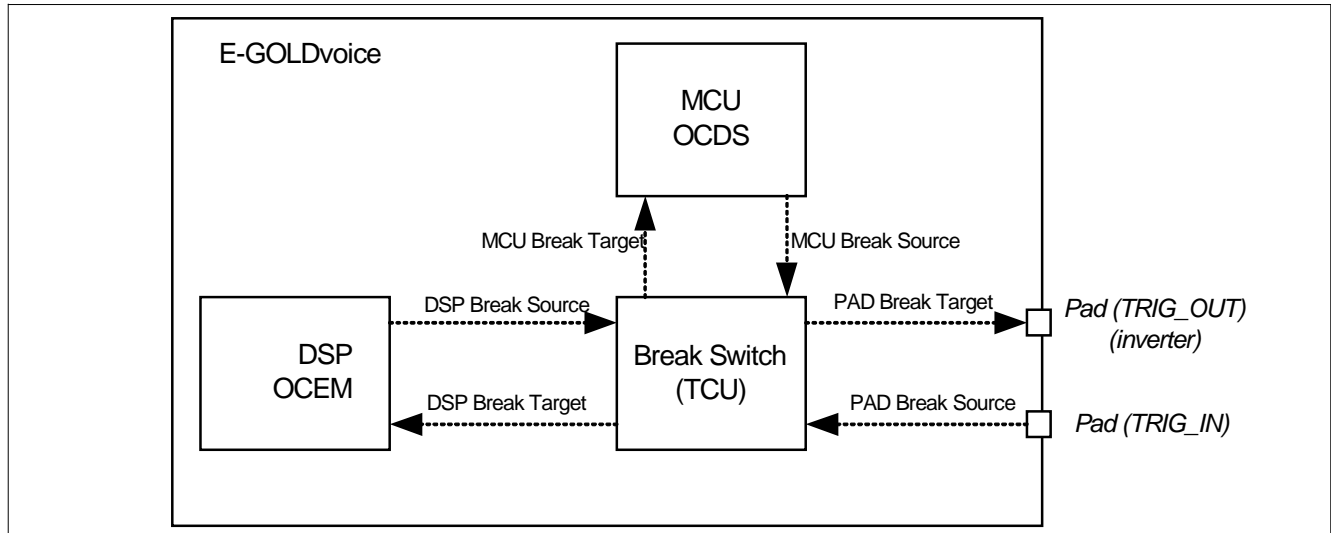 E-GOLDvoice
MCU
OCDS
MCU Break Target
MCU Break Source
DSP Break Source
PAD Break Target
Pad (TRIG_OUT)
(inverter)
DSP
OCEM
Break Switch
(TCU)
DSP Break Target
PAD Break Source
Pad (TRIG_IN)